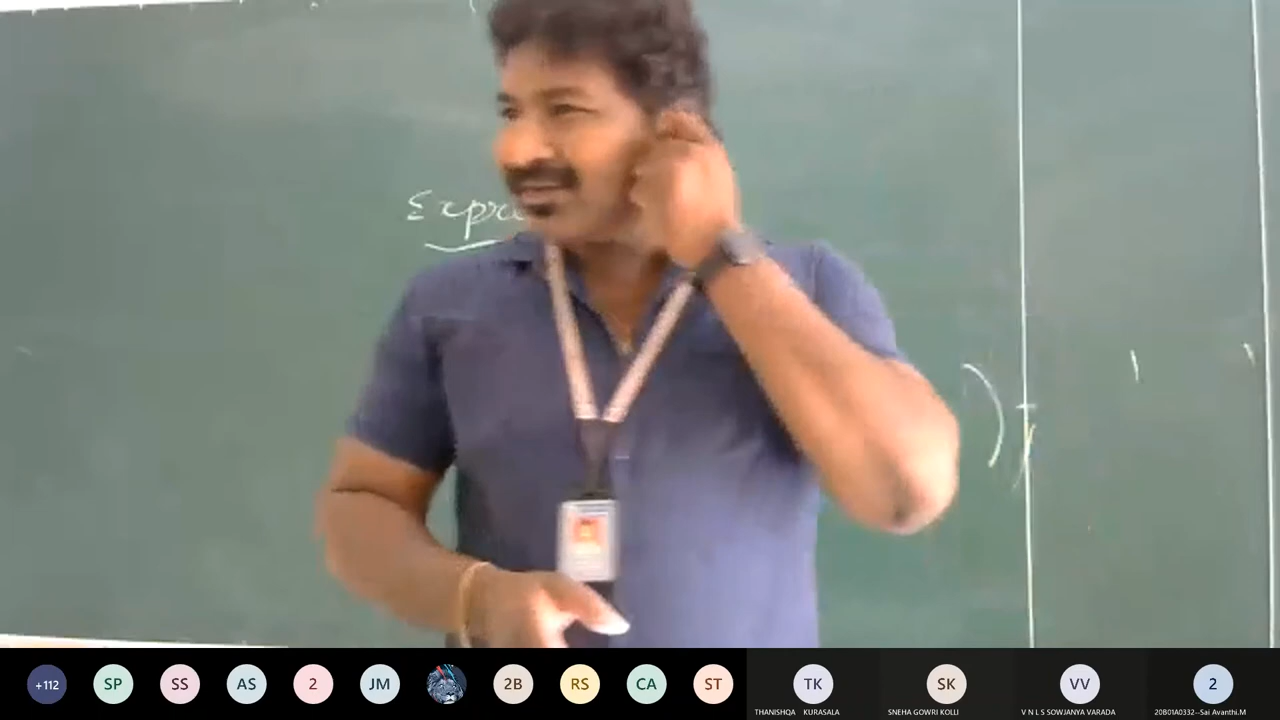 Expre
+112
SP
SS
AS
2
JM
2B
RS
CA
ST
TK
SK
VV
2
THANISHQA KURASALA
SNEHA GOWRI KOLLI
V N L S SOWJANYA VARADA
20B01A0332--Sai Avanthi.M